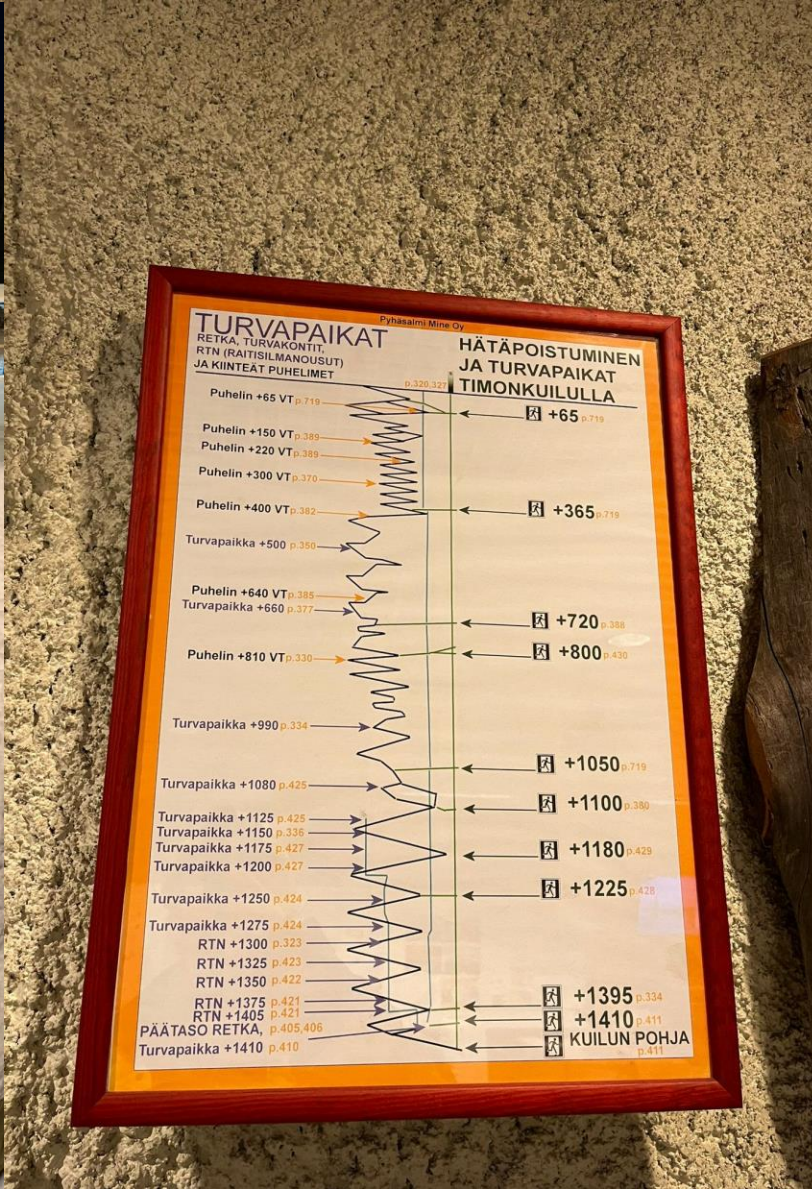 Pyhäsalmi Mine Oy
TURVAPAIKAT
RETKA, TURVAKONTIT,
RTN (RAITISILMANOUSUT)
JA KIINTEÄT PUHELIMET
HÄTÄPOISTUMINEN
JA TURVAPAIKAT
TIMONKUILULLA
p.320,327
Puhelin +65 VT p.719
Puhelin +150 VT p.389
Puhelin +220 VT p.389
Puhelin +300 VT p.370
Puhelin +400 VT p.382
Turvapaikka +500 p.350
Puhelin +640 VT p.385
Turvapaikka +660 p.377
Puhelin +810 VT p.330
Turvapaikka +990 p.334
Turvapaikka +1080 p.425
Turvapaikka +1125 p.425
Turvapaikka +1150 p.336
Turvapaikka +1175 p.427
Turvapaikka +1200 p.427
Turvapaikka +1250 p.424
Turvapaikka +1275 p.424
RTN +1300 p.323
RTN +1325 p.423
RTN +1350 p.422
RTN +1375 p.421
RTN +1405 p.421
PÄÄTASO RETKA, p.405,406
Turvapaikka +1410 p.410
+65 p.719
+365 p.719
+720 p.388
+800 p.430
+1050 p.719
+1100 p.380
+1180 p.429
+1225 p.428
+1395 p.334
+1410 p.411
KUILUN POHJA
p.411